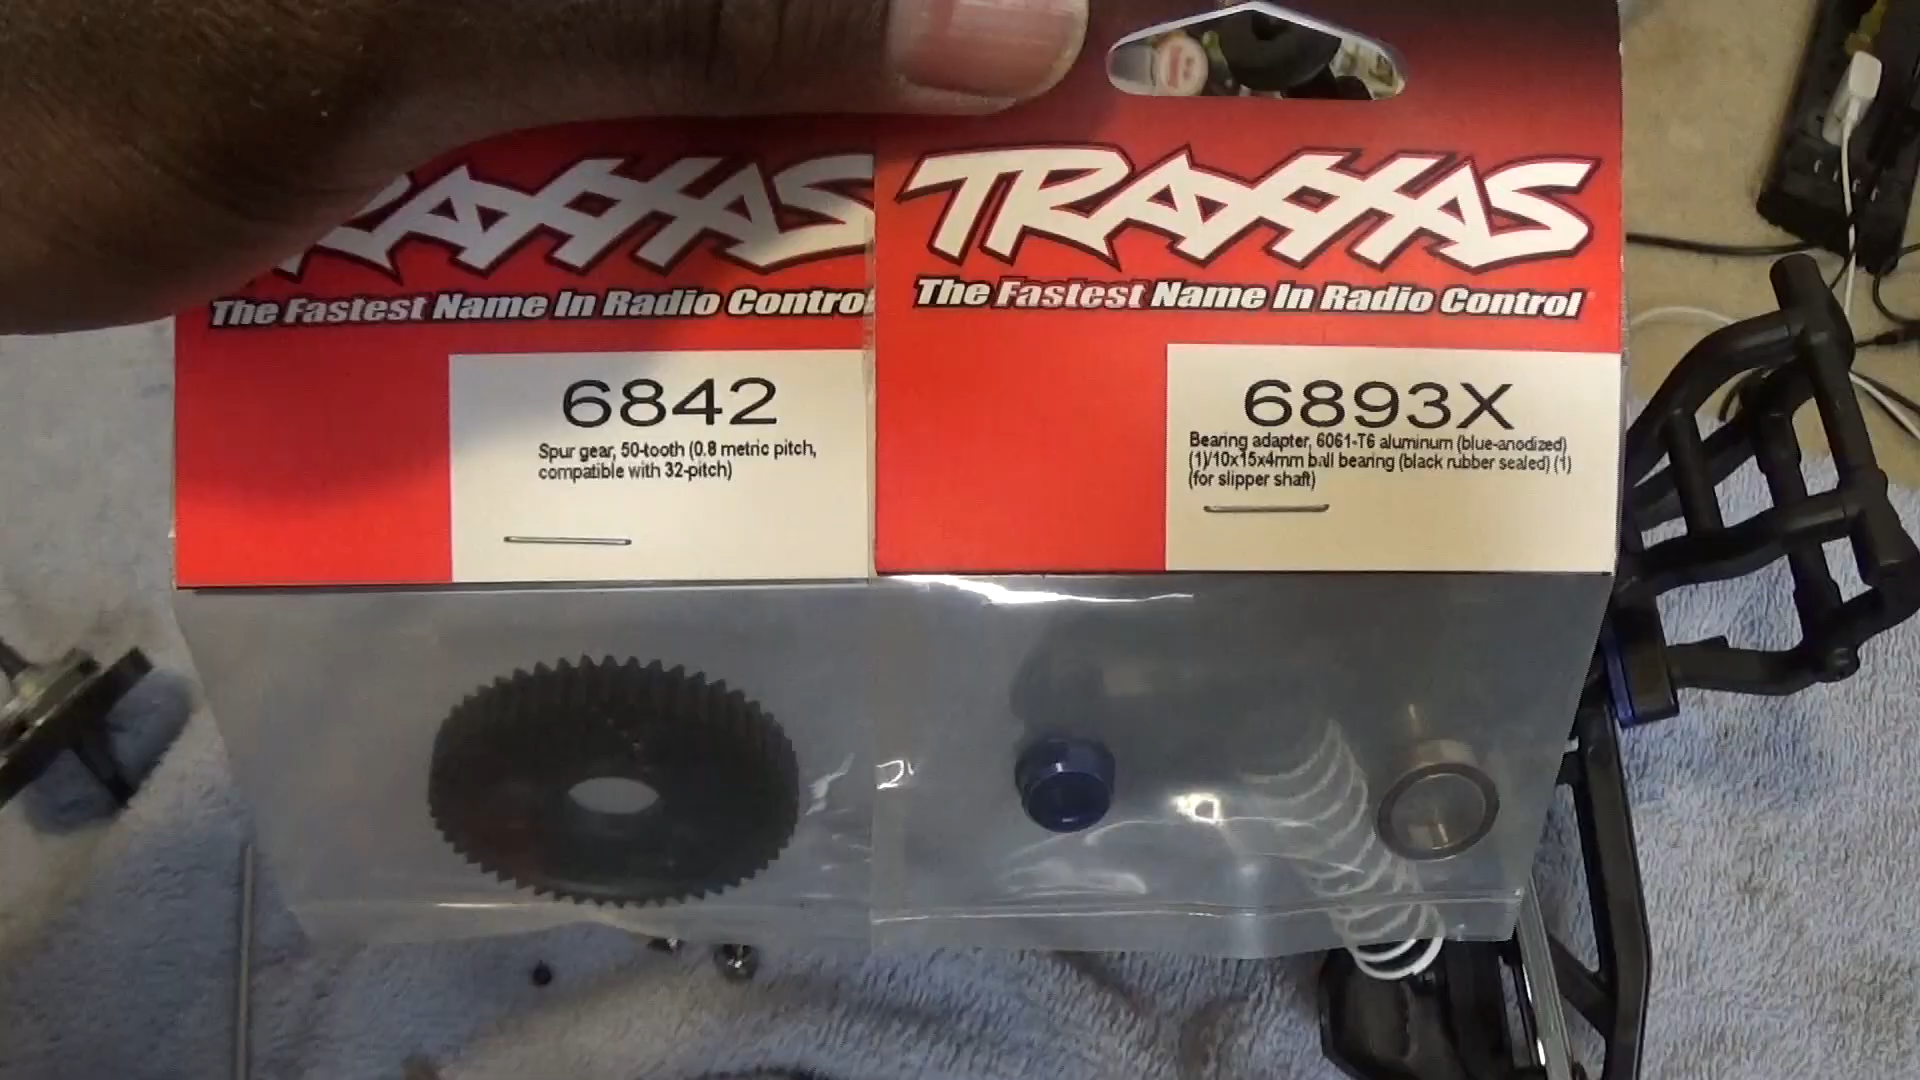 TRAXXAS
The Fastest Name In Radio Control
6842
Spur gear, 50-tooth (0.8 metric pitch,
compatible with 32-pitch)
TRAXXAS
The Fastest Name In Radio Control
6893X
Bearing adapter, 6061-T6 aluminum (blue-anodized)
(1)/10x15x4mm ball bearing (black rubber sealed) (1)
(for slipper shaft)